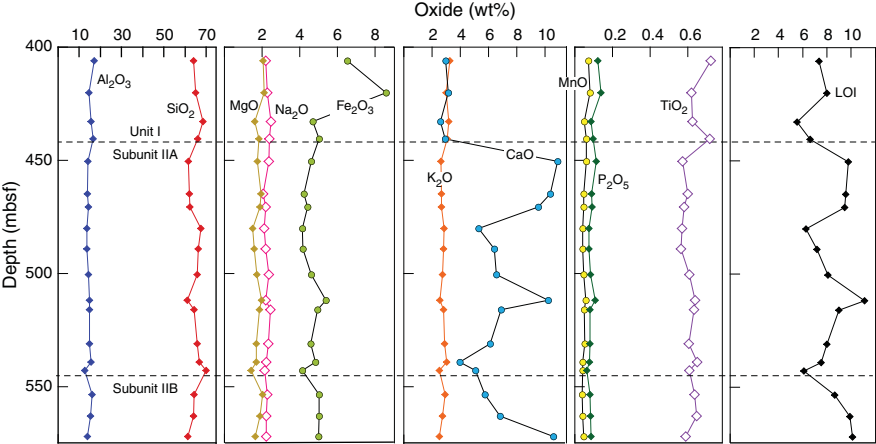 Oxide (wt%)
10 30 50 70 2 4 6 8 2 4 6 8 10 0.2 0.4 0.6 2 4 6 8 10
400
Al2O3
MnO
SiO2
MgO Na2O Fe2O3 TiO2 LOI
Unit I
450
Subunit IIA
CaO
K2O
P2O5
Depth (mbsf)
500
550
Subunit IIB